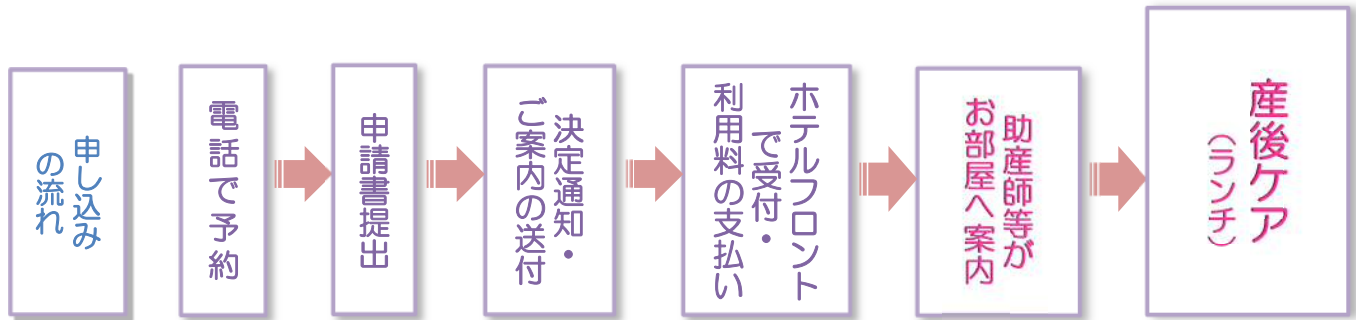 申し込み
の流れ
電話で予約
申請書提出
決定通知・
ご案内の送付
ホテルフロント
で受付・
利用料の支払い
助産師等が
お部屋へ案内
産後ケア
（ランチ）